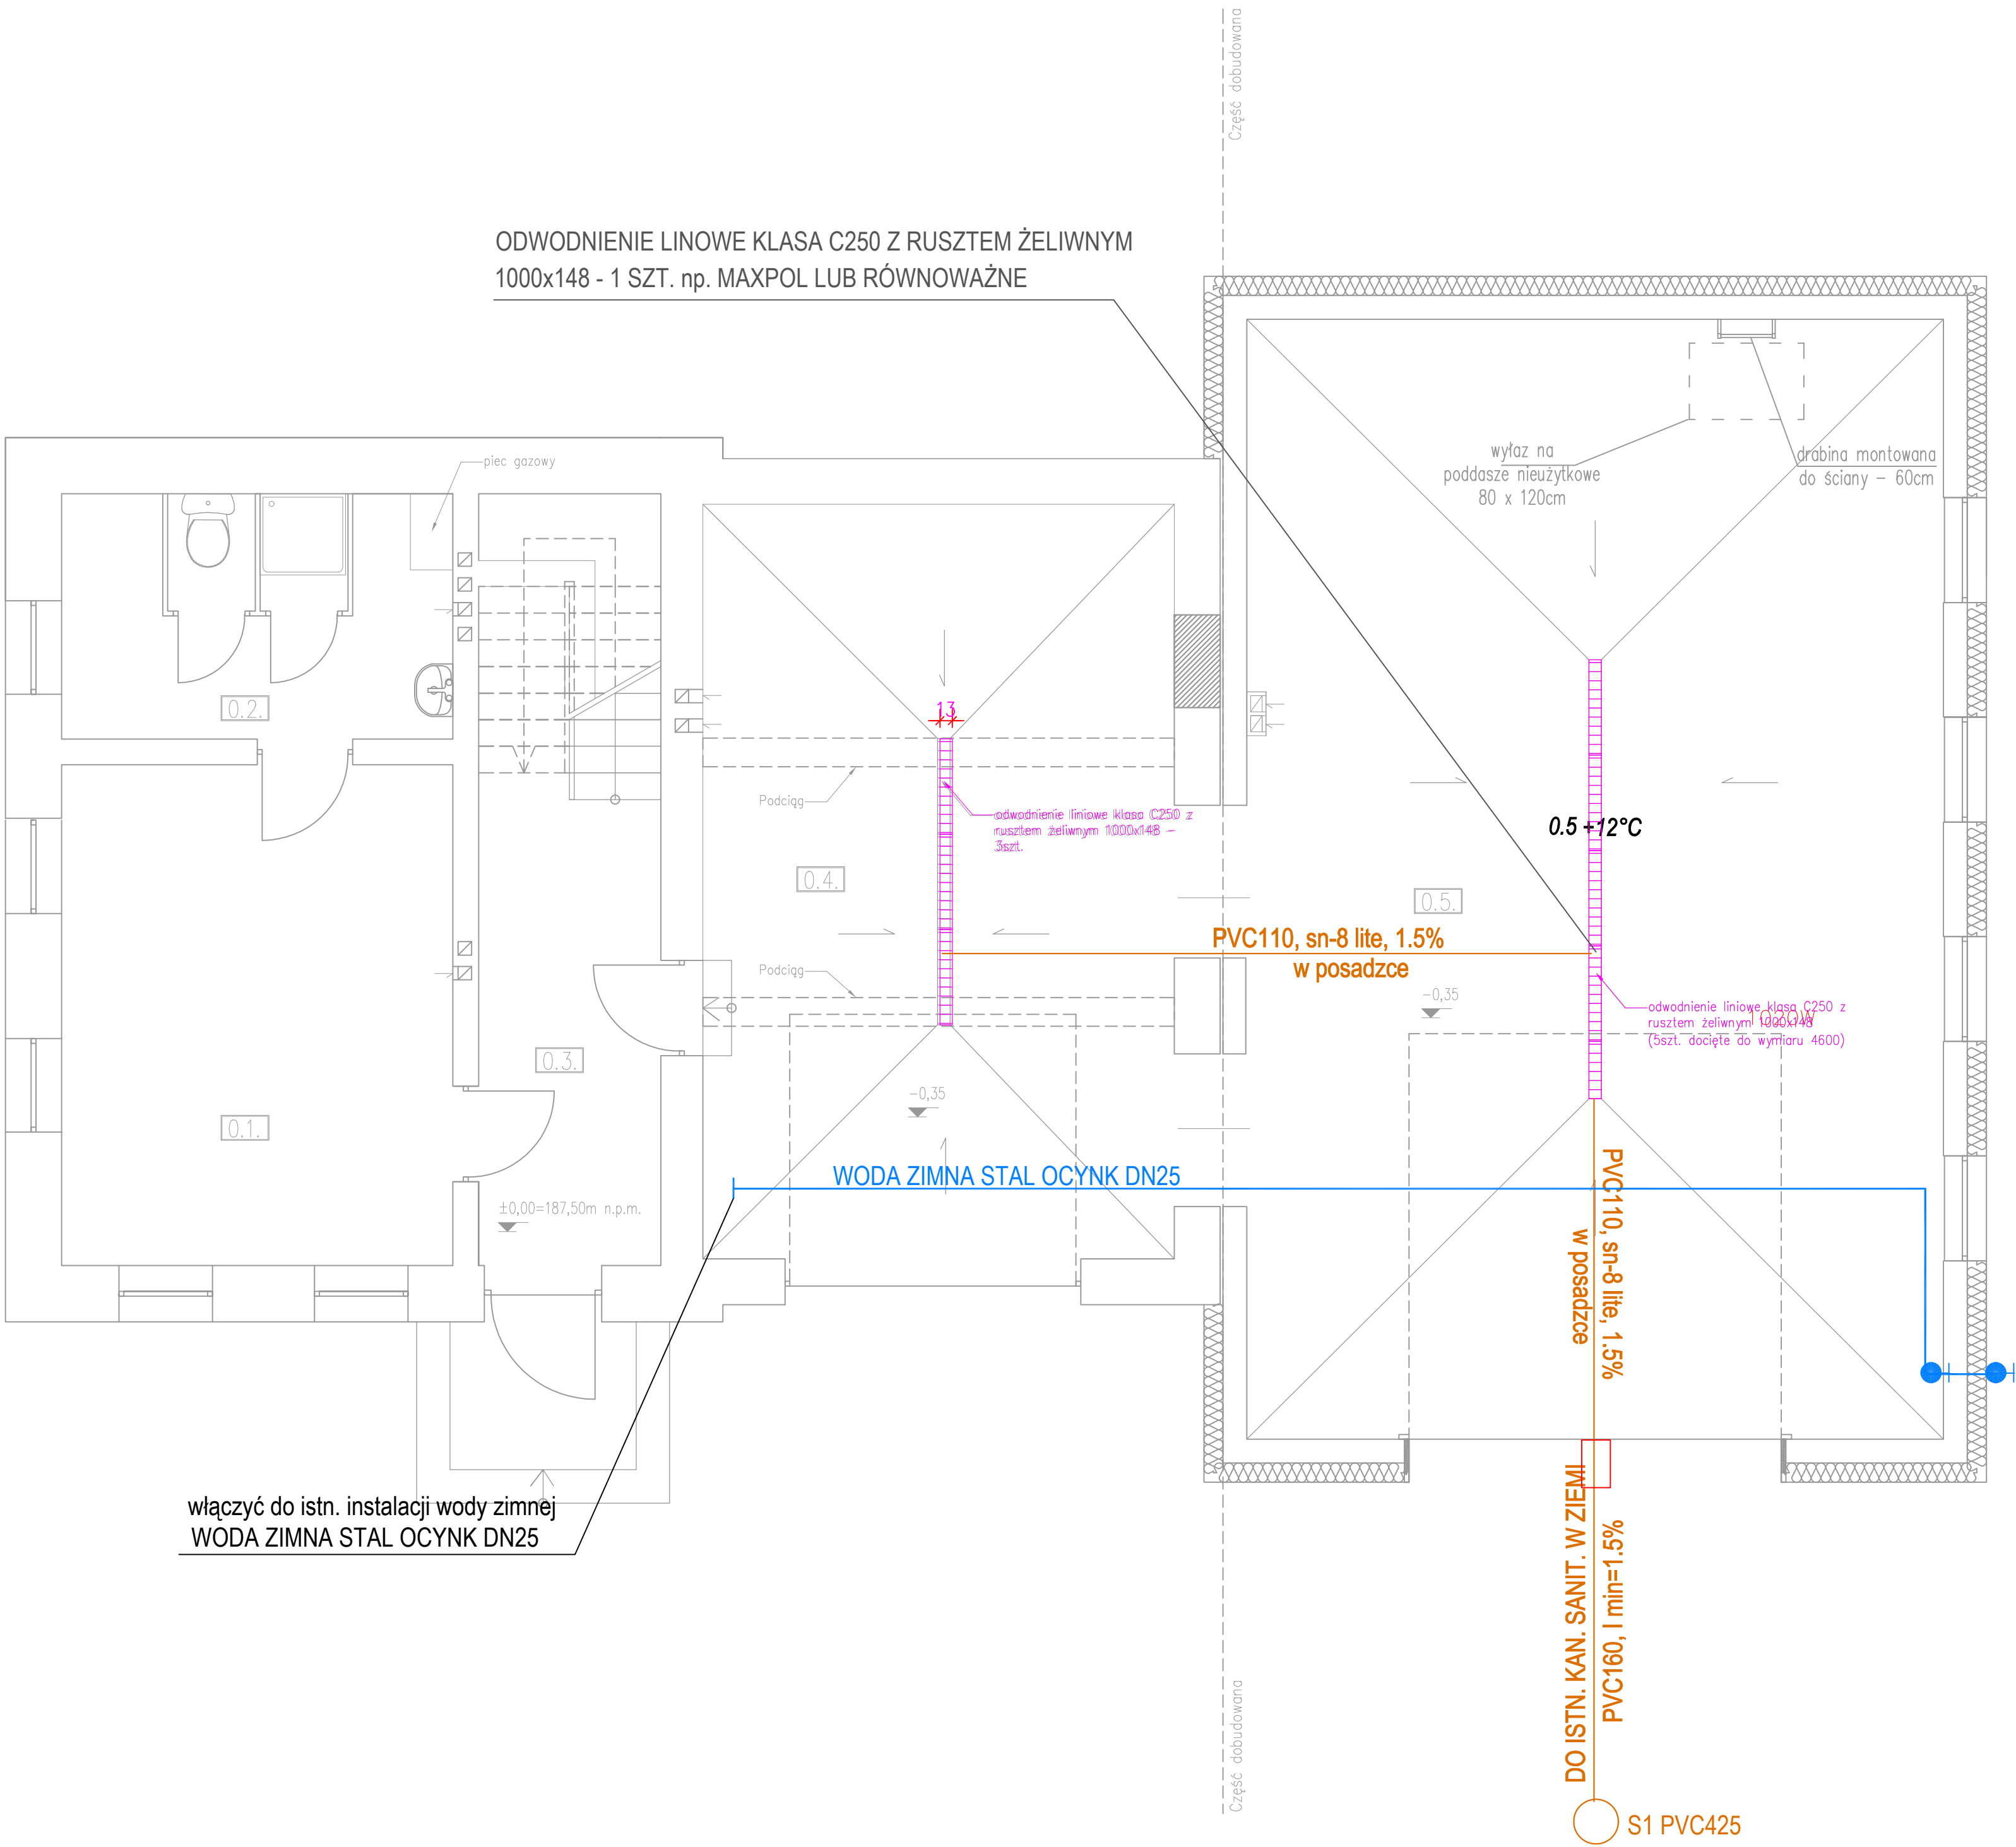 Część dobudowana
ODWODNIENIE LINOWE KLASA C250 Z RUSZTEM ŻELIWNYM
1000x148 - 1 SZT. np. MAXPOL LUB RÓWNOWAŻNE
piec gazowy
wyłaz na
poddasze nieużytkowe
80 x 120cm
drabina montowana
do ściany – 60cm
0.2.
13
Podciąg
odwodnienie liniowe klasa C250 z
rusztem żeliwnym 1000x148 –
3szt.
0.5 +12°C
0.4.
0.5.
PVC110, sn-8 lite, 1.5%
w posadzce
Podciąg
-0,35
odwodnienie liniowe klasa C250 z
rusztem żeliwnym 1000x148
(5szt. docięte do wymiaru 4600)
1020W
0.3.
-0,35
0.1.
WODA ZIMNA STAL OCYNK DN25
±0,00=187,50m n.p.m.
PVC110, sn-8 lite, 1.5%
w posadzce
włączyć do istn. instalacji wody zimnej
WODA ZIMNA STAL OCYNK DN25
DO ISTN. KAN. SANIT. W ZIEMI
PVC160, I min=1.5%
Część dobudowana
S1 PVC425